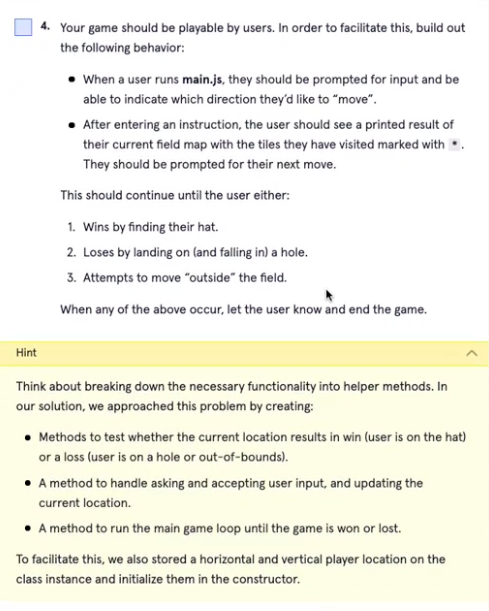 4. Your game should be playable by users. In order to facilitate this, build out
the following behavior:
• When a user runs main.js, they should be prompted for input and be
able to indicate which direction they'd like to "move".
• After entering an instruction, the user should see a printed result of
their current field map with the tiles they have visited marked with * .
They should be prompted for their next move.
This should continue until the user either:
1. Wins by finding their hat.
2. Loses by landing on (and falling in) a hole.
3. Attempts to move "outside" the field.
When any of the above occur, let the user know and end the game.
Hint
Think about breaking down the necessary functionality into helper methods. In
our solution, we approached this problem by creating:
• Methods to test whether the current location results in win (user is on the hat)
or a loss (user is on a hole or out-of-bounds).
• A method to handle asking and accepting user input, and updating the
current location.
• A method to run the main game loop until the game is won or lost.
To facilitate this, we also stored a horizontal and vertical player location on the
class instance and initialize them in the constructor.